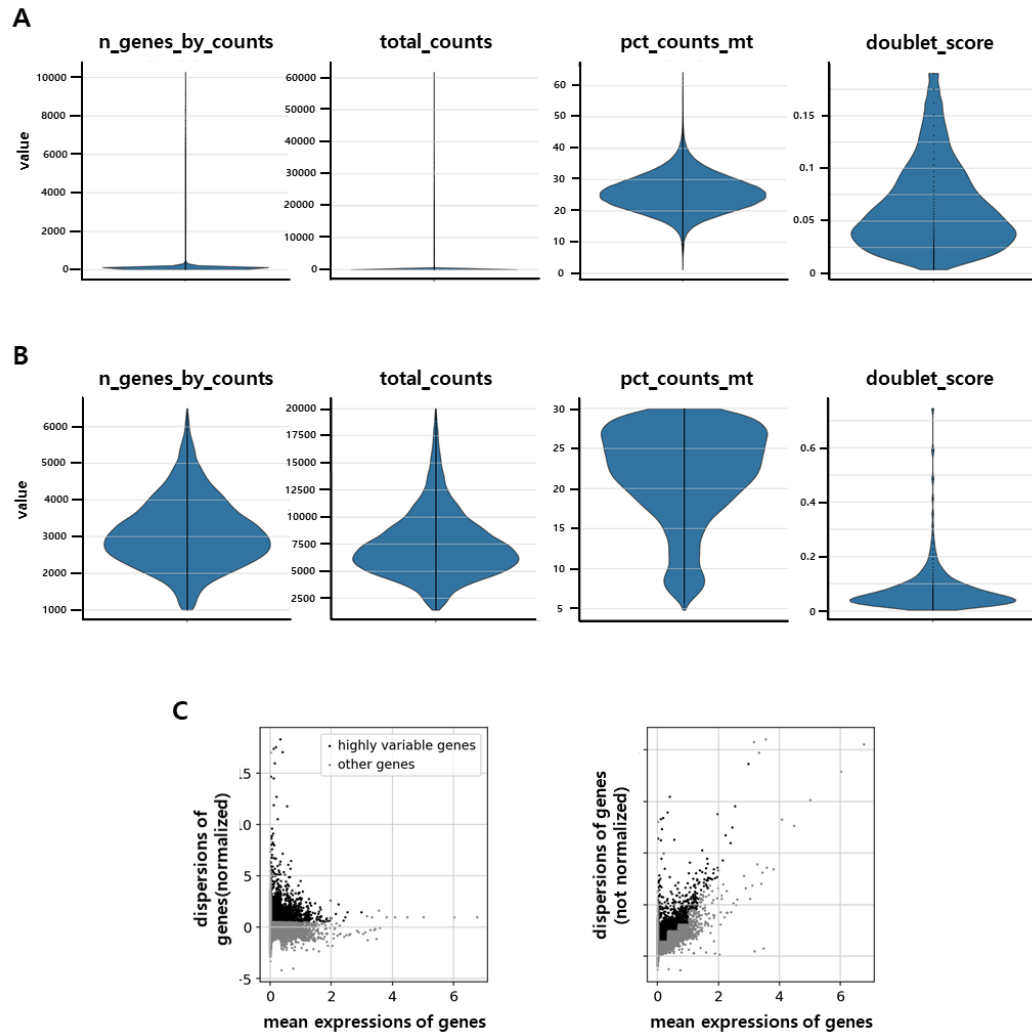 A
n_genes_by_counts
total_counts
pct_counts_mt
doublet_score
value
10000
8000
6000
4000
2000
0
60000
50000
40000
30000
20000
10000
0
60
50
40
30
20
10
0
0.15
0.1
0.05
0
B
n_genes_by_counts
total_counts
pct_counts_mt
doublet_score
value
6000
5000
4000
3000
2000
1000
20000
17500
15000
12500
10000
7500
5000
2500
30
25
20
15
10
5
0.6
0.4
0.2
0
C
highly variable genes
other genes
dispersions of
genes(normalized)
15
10
5
0
-5
0 2 4 6
mean expressions of genes
dispersions of genes
(not normalized)
0 2 4 6
mean expressions of genes